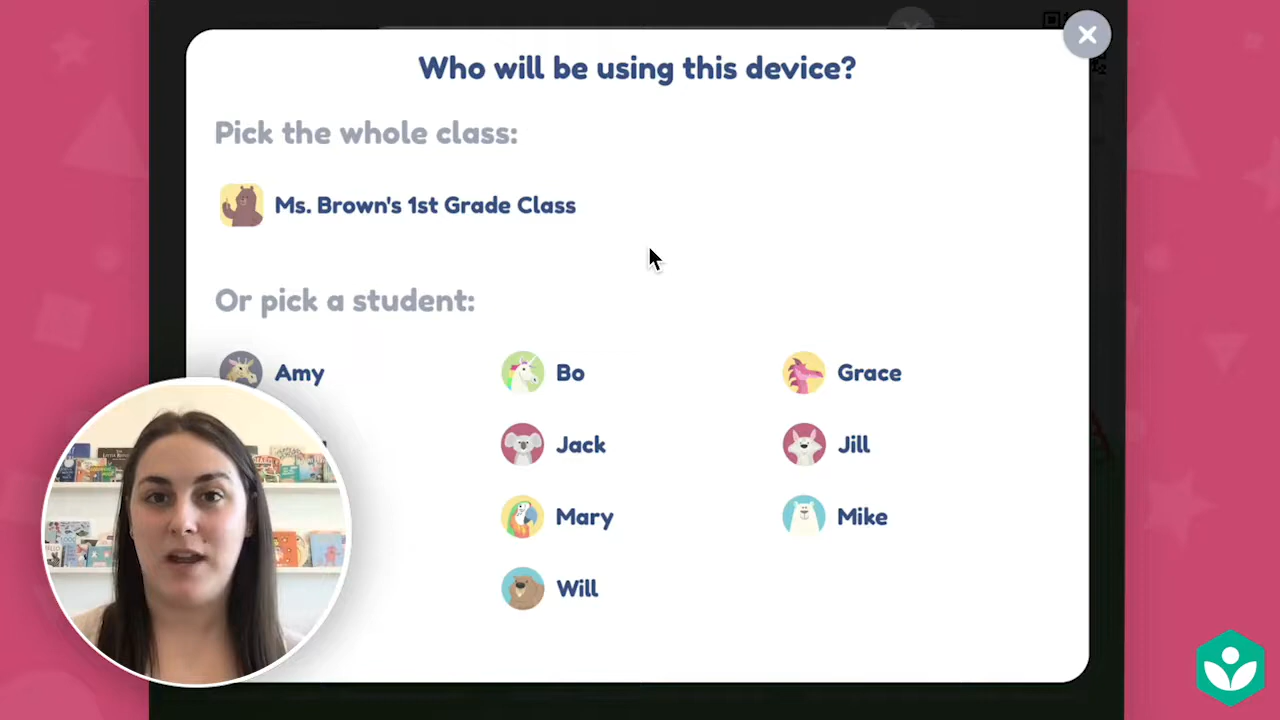 Who will be using this device?
Pick the whole class:
Ms. Brown's 1st Grade Class
Or pick a student:
Amy
Bo
Grace
Jack
Jill
Mary
Mike
Will